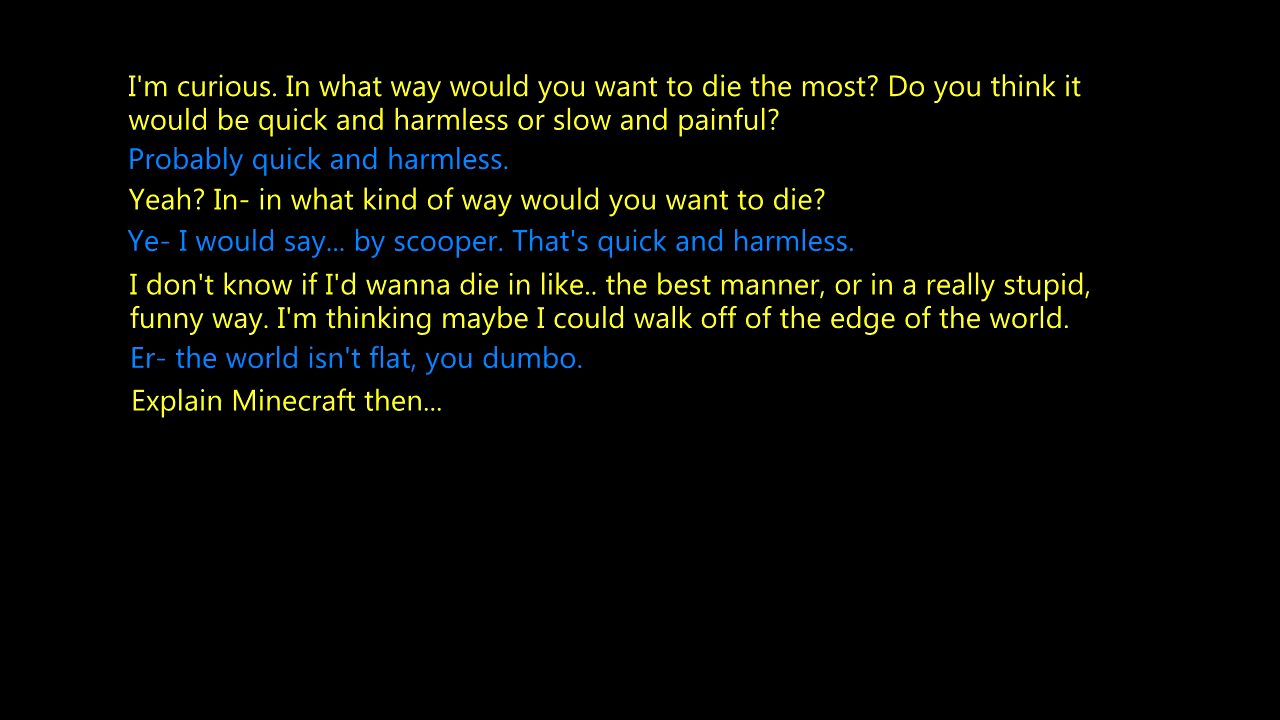 I'm curious. In what way would you want to die the most? Do you think it
would be quick and harmless or slow and painful?
Probably quick and harmless.
Yeah? In- in what kind of way would you want to die?
Ye- I would say... by scooper. That's quick and harmless.
I don't know if I'd wanna die in like.. the best manner, or in a really stupid,
funny way. I'm thinking maybe I could walk off of the edge of the world.
Er- the world isn't flat, you dumbo.
Explain Minecraft then...